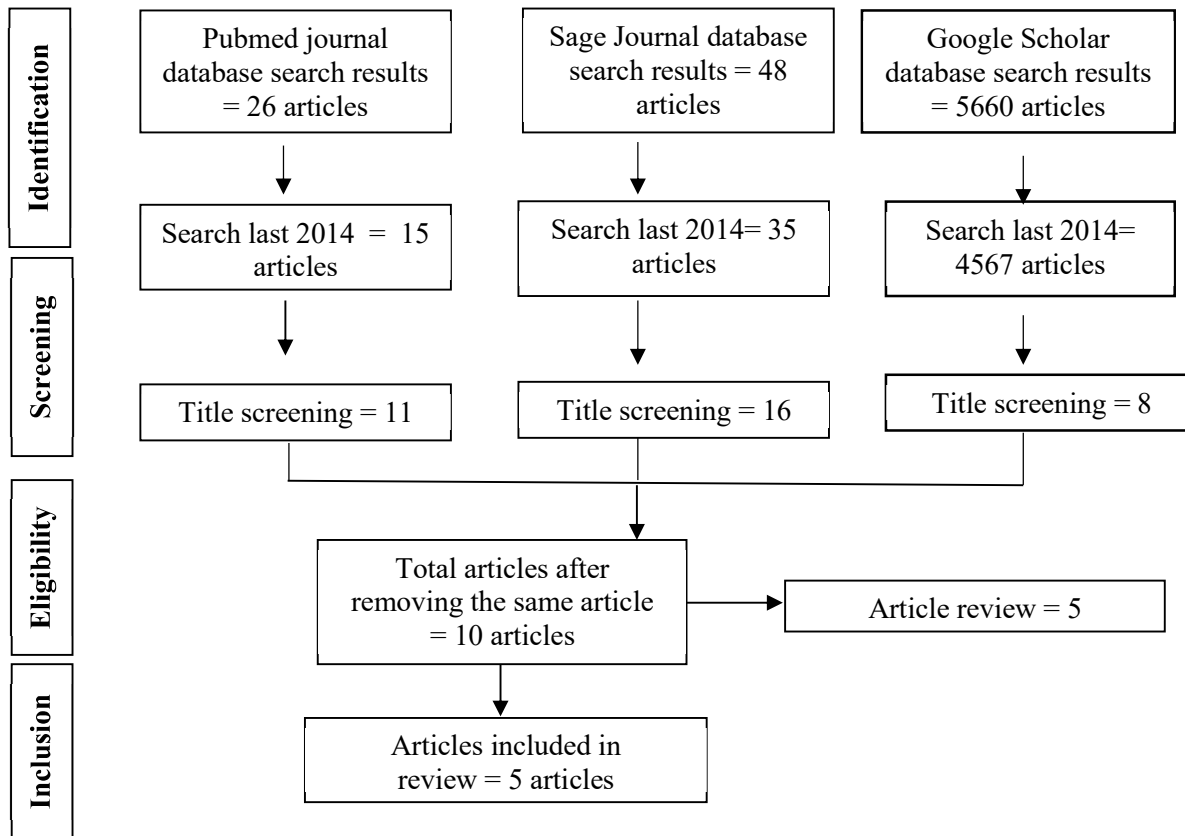 Identification
Pubmed journal
database search results
= 26 articles
Sage Journal database
search results = 48
articles
Google Scholar
database search results
= 5660 articles
Search last 2014 = 15
articles
Search last 2014= 35
articles
Search last 2014=
4567 articles
Screening
Title screening = 11
Title screening = 16
Title screening = 8
Eligibility
Total articles after
removing the same article
= 10 articles
Article review = 5
Inclusion
Articles included in
review = 5 articles